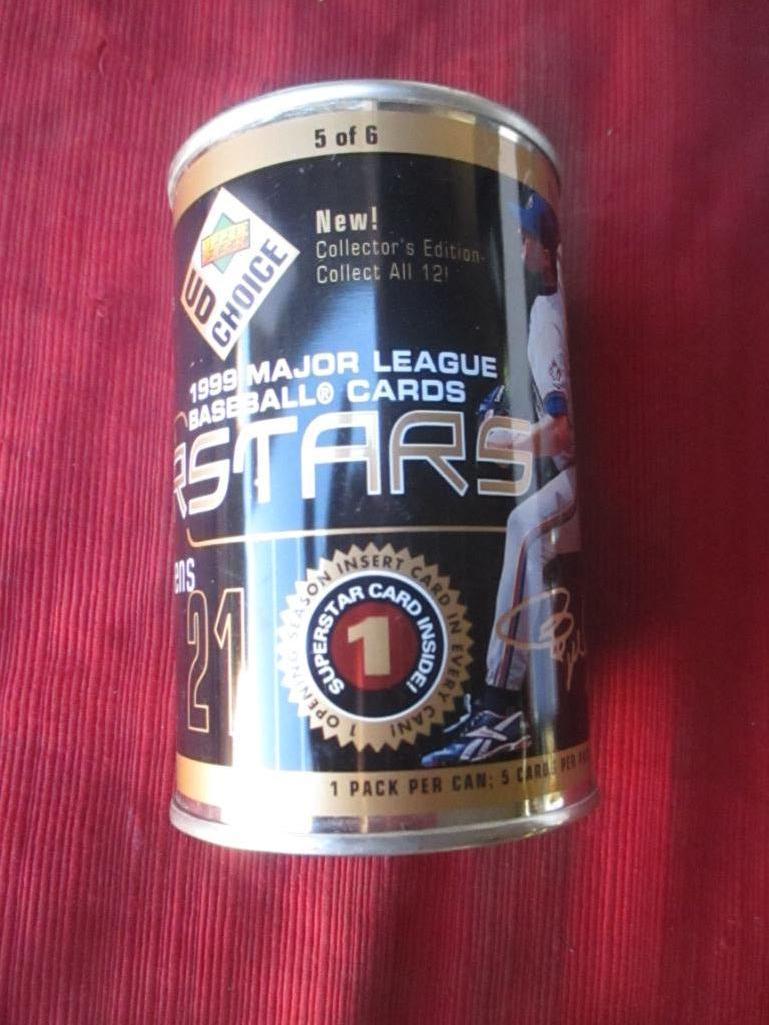 5 of 6
UPPER DECK
UD CHOICE
New!
Collector's Edition-
Collect All 12!
1999 MAJOR LEAGUE
BASEBALL® CARDS
RSTARS
ens
21
1 OPENING SEASON INSERT CARD IN EVERY CAN!
SUPERSTAR CARD INSIDE!
1
1 PACK PER CAN; 5 CARDS PER